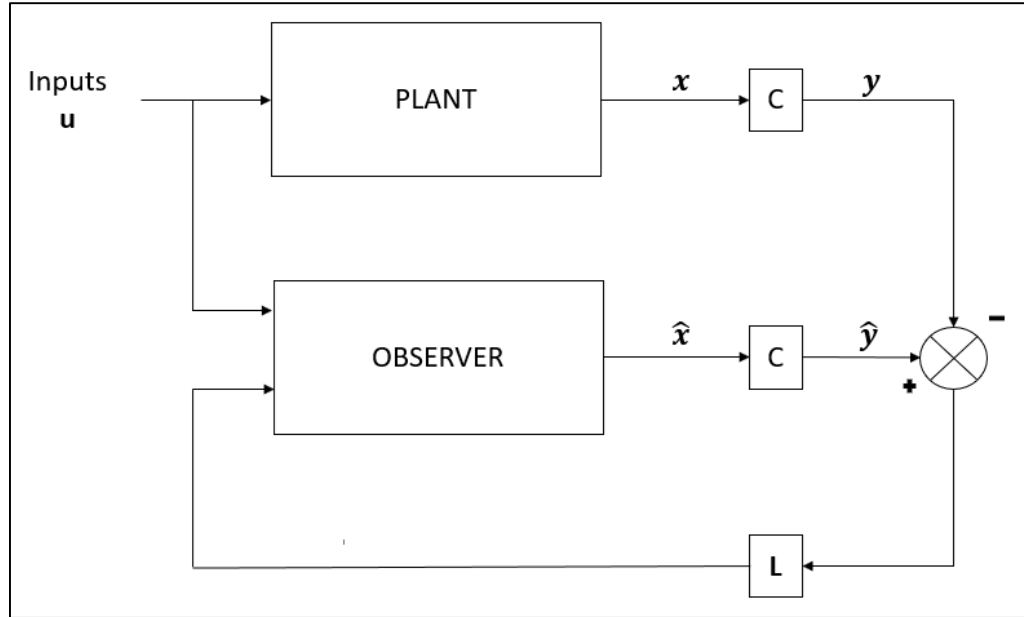 Inputs
u
PLANT
x
C
y
OBSERVER
x̂
C
ŷ
-
+
L